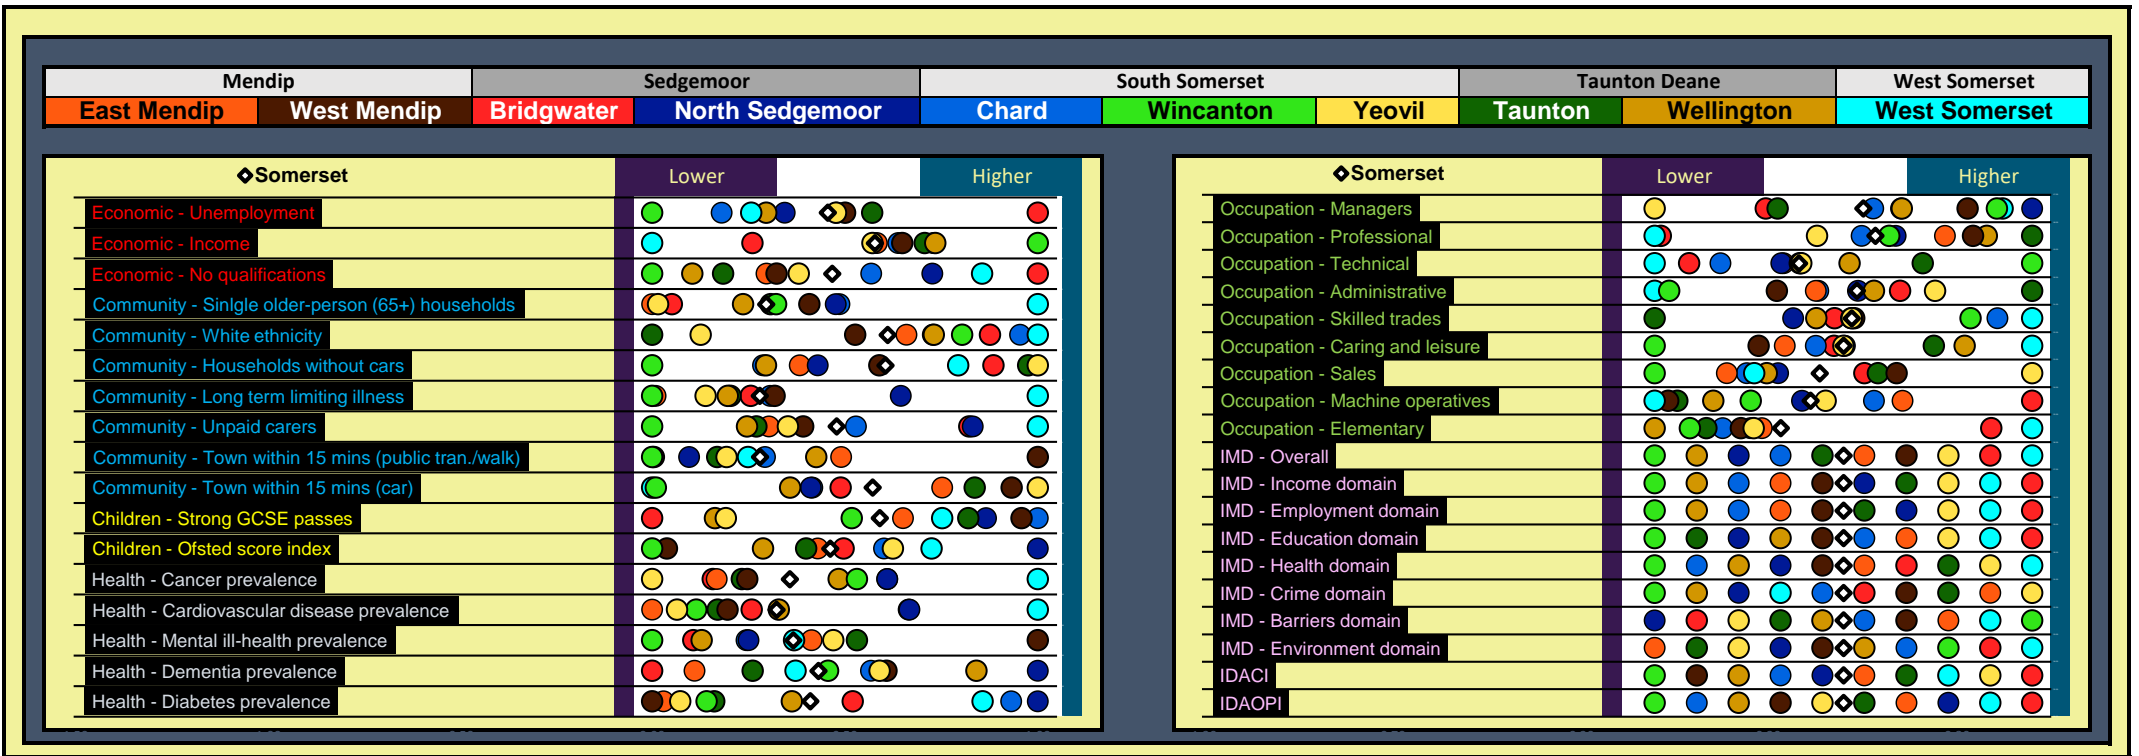 Mendip Sedgemoor South Somerset Taunton Deane West Somerset
East Mendip West Mendip Bridgwater North Sedgemoor Chard Wincanton Yeovil Taunton Wellington West Somerset
Somerset Lower Higher
Economic - Unemployment
Economic - Income
Economic - No qualifications
Community - Sinlgle older-person (65+) households
Community - White ethnicity
Community - Households without cars
Community - Long term limiting illness
Community - Unpaid carers
Community - Town within 15 mins (public tran./walk)
Community - Town within 15 mins (car)
Children - Strong GCSE passes
Children - Ofsted score index
Health - Cancer prevalence
Health - Cardiovascular disease prevalence
Health - Mental ill-health prevalence
Health - Dementia prevalence
Health - Diabetes prevalence
Somerset Lower Higher
Occupation - Managers
Occupation - Professional
Occupation - Technical
Occupation - Administrative
Occupation - Skilled trades
Occupation - Caring and leisure
Occupation - Sales
Occupation - Machine operatives
Occupation - Elementary
IMD - Overall
IMD - Income domain
IMD - Employment domain
IMD - Education domain
IMD - Health domain
IMD - Crime domain
IMD - Barriers domain
IMD - Environment domain
IDACI
IDAOPI